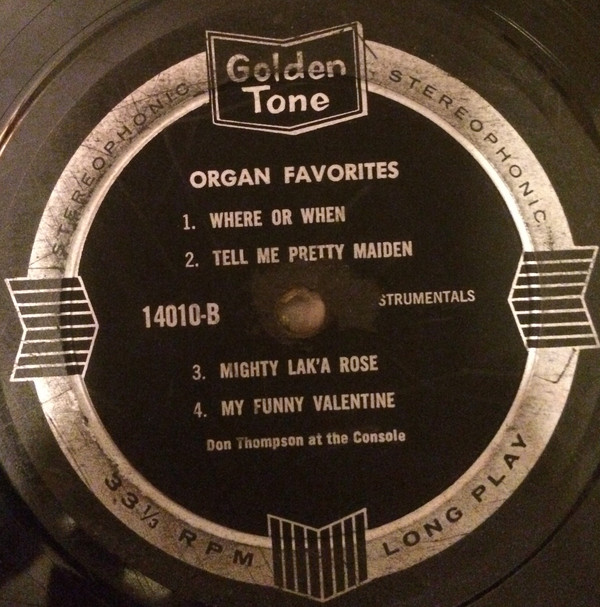 Golden
Tone
STEREOPHONIC
STEREOPHONIC
ORGAN FAVORITES
1. WHERE OR WHEN
2. TELL ME PRETTY MAIDEN
14010-B
STRUMENTALS
3. MIGHTY LAK'A ROSE
4. MY FUNNY VALENTINE
Don Thompson at the Console
33⅓ RPM
LONG PLAY